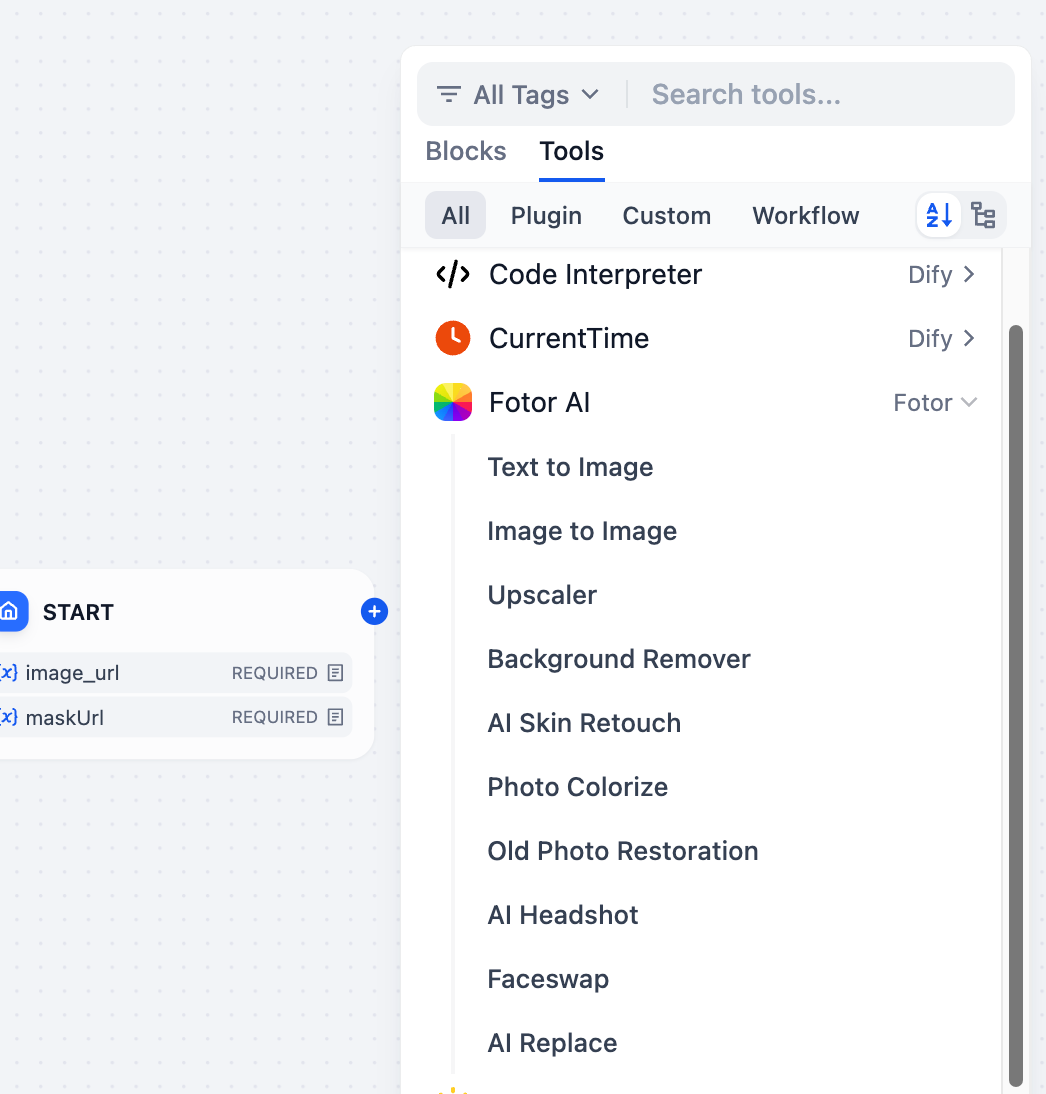 All Tags
Search tools...
Blocks Tools
All Plugin Custom Workflow
Code Interpreter Dify
CurrentTime Dify
Fotor AI Fotor
Text to Image
Image to Image
Upscaler
Background Remover
AI Skin Retouch
Photo Colorize
Old Photo Restoration
AI Headshot
Faceswap
AI Replace
START
{x} image_url REQUIRED
{x} maskUrl REQUIRED